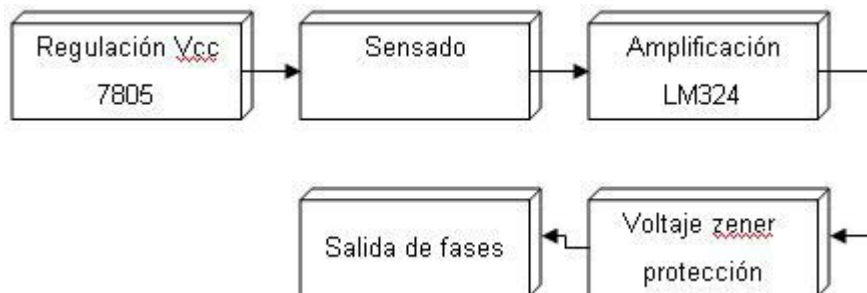 Regulación Vcc
7805
Sensado
Amplificación
LM324
Salida de fases
Voltaje zener
protección